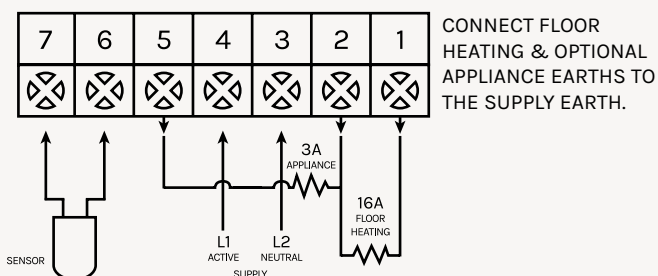 7 6 5 4 3 2 1
CONNECT FLOOR
HEATING & OPTIONAL
APPLIANCE EARTHS TO
THE SUPPLY EARTH.
3A
APPLIANCE
16A
FLOOR
HEATING
L1
ACTIVE
L2
NEUTRAL
SUPPLY
SENSOR